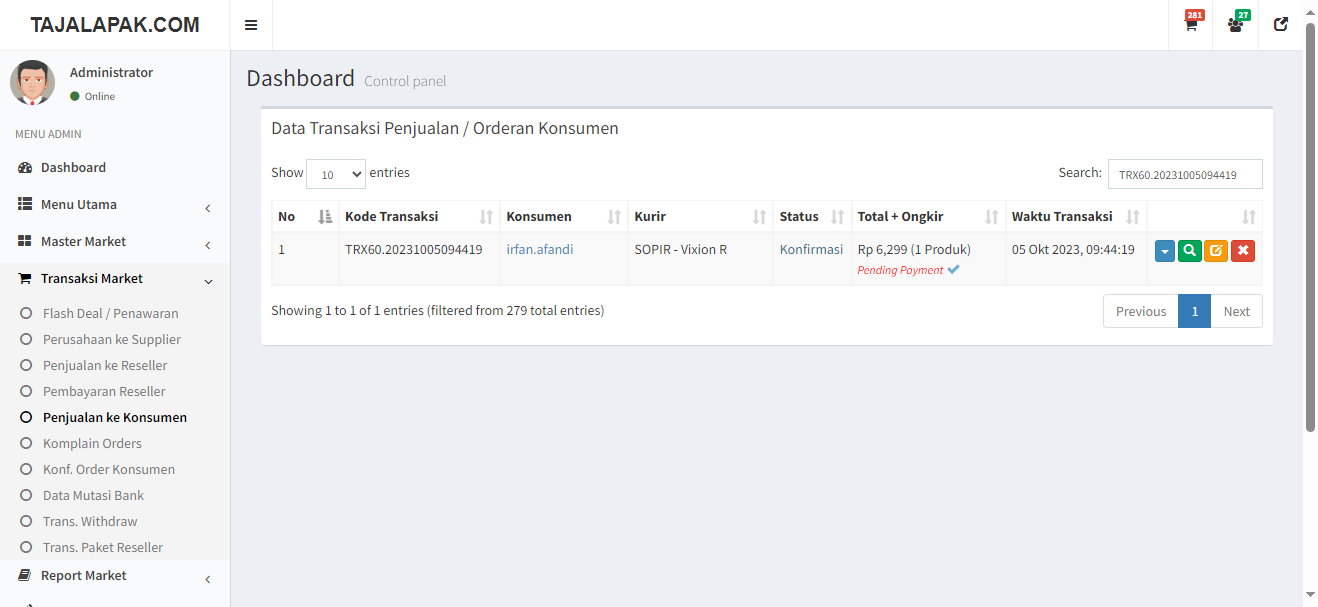 TAJALAPAK.COM
281
27
Administrator
Online
MENU ADMIN
Dashboard
Menu Utama
Master Market
Transaksi Market
Flash Deal / Penawaran
Perusahaan ke Supplier
Penjualan ke Reseller
Pembayaran Reseller
Penjualan ke Konsumen
Komplain Orders
Konf. Order Konsumen
Data Mutasi Bank
Trans. Withdraw
Trans. Paket Reseller
Report Market
Dashboard Control panel
Data Transaksi Penjualan / Orderan Konsumen
Show 10 entries
Search: TRX60.20231005094419
No Kode Transaksi Konsumen Kurir Status Total + Ongkir Waktu Transaksi
1 TRX60.20231005094419 irfan.afandi SOPIR - Vixion R Konfirmasi Rp 6,299 (1 Produk) 05 Okt 2023, 09:44:19
Pending Payment
Showing 1 to 1 of 1 entries (filtered from 279 total entries)
Previous 1 Next